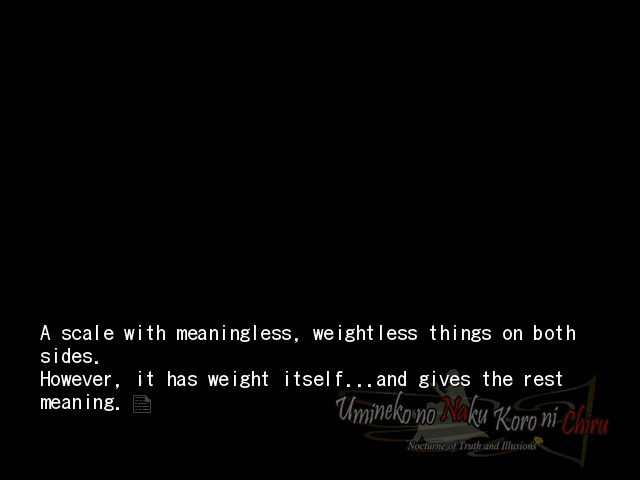 A scale with meaningless, weightless things on both
sides.
However, it has weight itself...and gives the rest
meaning.
Umineko no Naku Koro ni Chiru
Nocturne of Truth and Illusions